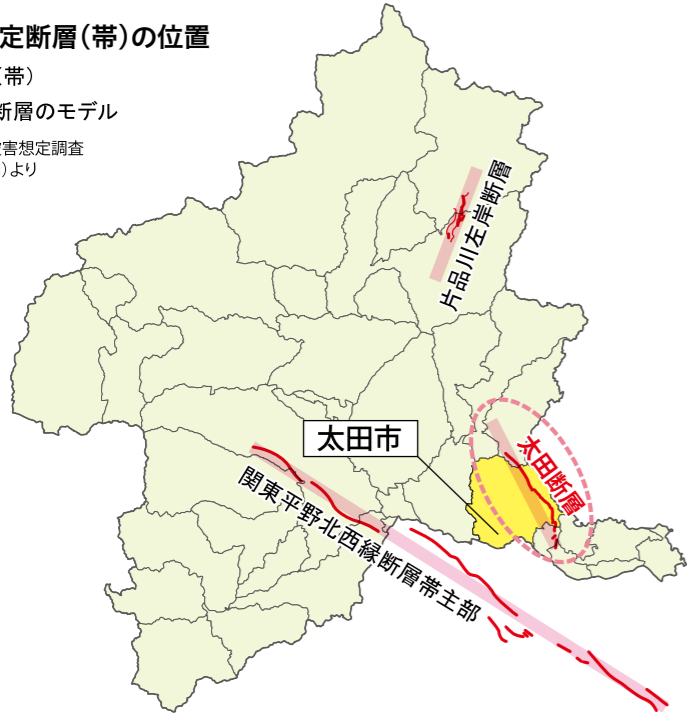 定断層(帯)の位置
(帯)
断層のモデル
害想定調査
)より
片品川左岸断層
太田市
太田断層
関東平野北西縁断層帯主部